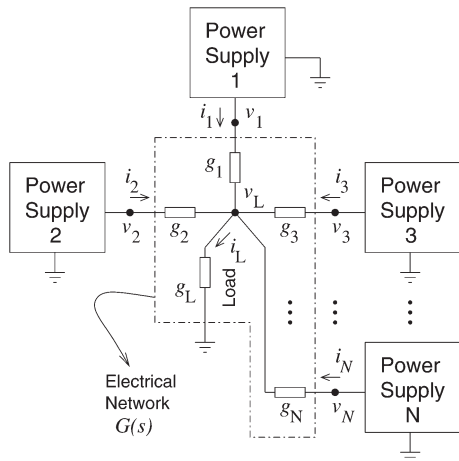 Power
Supply
1
i1
v1
g1
Power
Supply
2
i2
v2
g2
vL
g3
i3
v3
Power
Supply
3
iL
gL
Load
Electrical
Network
G(s)
gN
iN
vN
Power
Supply
N